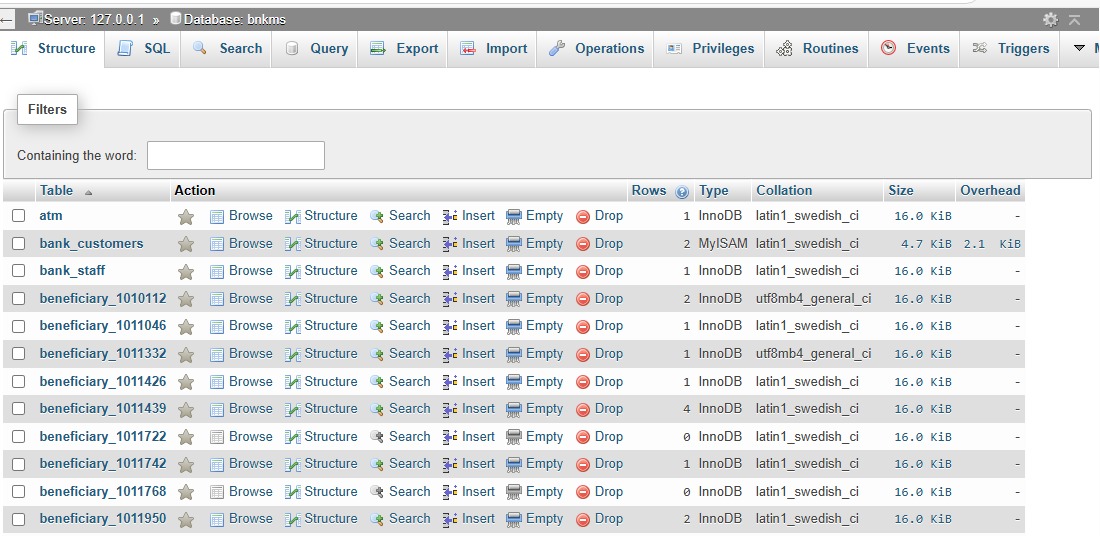 Server: 127.0.0.1 » Database: bnkms
Structure SQL Search Query Export Import Operations Privileges Routines Events Triggers
Filters
Containing the word:
Table Action Rows Type Collation Size Overhead
atm Browse Structure Search Insert Empty Drop 1 InnoDB latin1_swedish_ci 16.0 KiB -
bank_customers Browse Structure Search Insert Empty Drop 2 MyISAM latin1_swedish_ci 4.7 KiB 2.1 KiB
bank_staff Browse Structure Search Insert Empty Drop 1 InnoDB latin1_swedish_ci 16.0 KiB -
beneficiary_1010112 Browse Structure Search Insert Empty Drop 2 InnoDB utf8mb4_general_ci 16.0 KiB -
beneficiary_1011046 Browse Structure Search Insert Empty Drop 1 InnoDB latin1_swedish_ci 16.0 KiB -
beneficiary_1011332 Browse Structure Search Insert Empty Drop 1 InnoDB utf8mb4_general_ci 16.0 KiB -
beneficiary_1011426 Browse Structure Search Insert Empty Drop 1 InnoDB latin1_swedish_ci 16.0 KiB -
beneficiary_1011439 Browse Structure Search Insert Empty Drop 4 InnoDB latin1_swedish_ci 16.0 KiB -
beneficiary_1011722 Browse Structure Search Insert Empty Drop 0 InnoDB latin1_swedish_ci 16.0 KiB -
beneficiary_1011742 Browse Structure Search Insert Empty Drop 1 InnoDB latin1_swedish_ci 16.0 KiB -
beneficiary_1011768 Browse Structure Search Insert Empty Drop 0 InnoDB latin1_swedish_ci 16.0 KiB -
beneficiary_1011950 Browse Structure Search Insert Empty Drop 2 InnoDB latin1_swedish_ci 16.0 KiB -